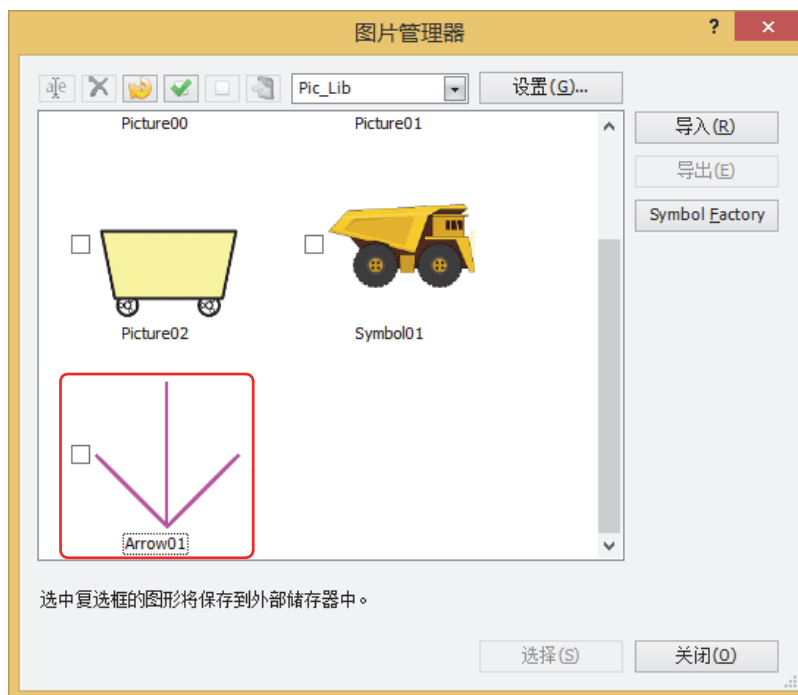 图片管理器
?
Pic_Lib
设置(G)...
Picture00
Picture01
导入(R)
导出(E)
Symbol Factory
Picture02
Symbol01
Arrow01
选中复选框的图形将保存到外部储存器中。
选择(S)
关闭(O)